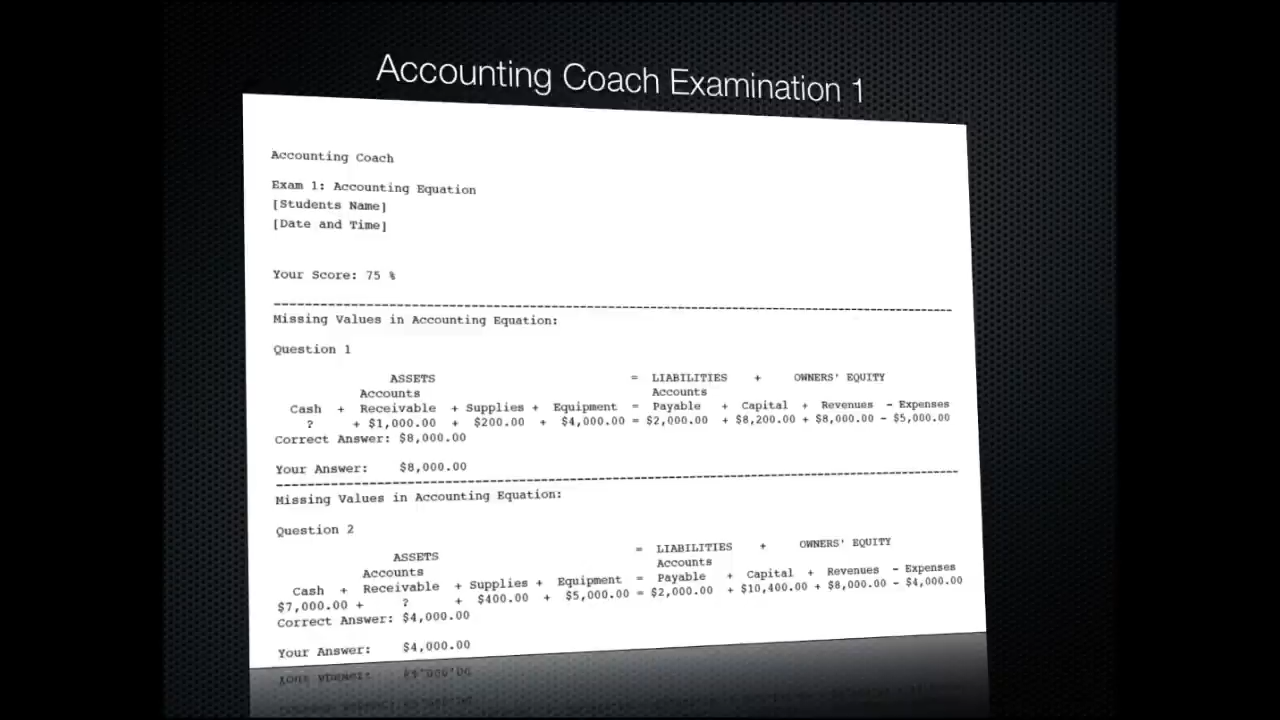 Accounting Coach Examination 1
Accounting Coach
Exam 1: Accounting Equation
[Students Name]
[Date and Time]
Your Score: 75 %
Missing Values in Accounting Equation:
Question 1
ASSETS = LIABILITIES + OWNERS' EQUITY
Accounts Accounts
Cash + Receivable + Supplies + Equipment = Payable + Capital + Revenues - Expenses
? + $1,000.00 + $200.00 + $4,000.00 = $2,000.00 + $8,200.00 + $8,000.00 - $5,000.00
Correct Answer: $8,000.00
Your Answer: $8,000.00
Missing Values in Accounting Equation:
Question 2
ASSETS = LIABILITIES + OWNERS' EQUITY
Accounts Accounts
Cash + Receivable + Supplies + Equipment = Payable + Capital + Revenues - Expenses
$7,000.00 + ? + $400.00 + $5,000.00 = $2,000.00 + $10,400.00 + $8,000.00 - $4,000.00
Correct Answer: $4,000.00
Your Answer: $4,000.00